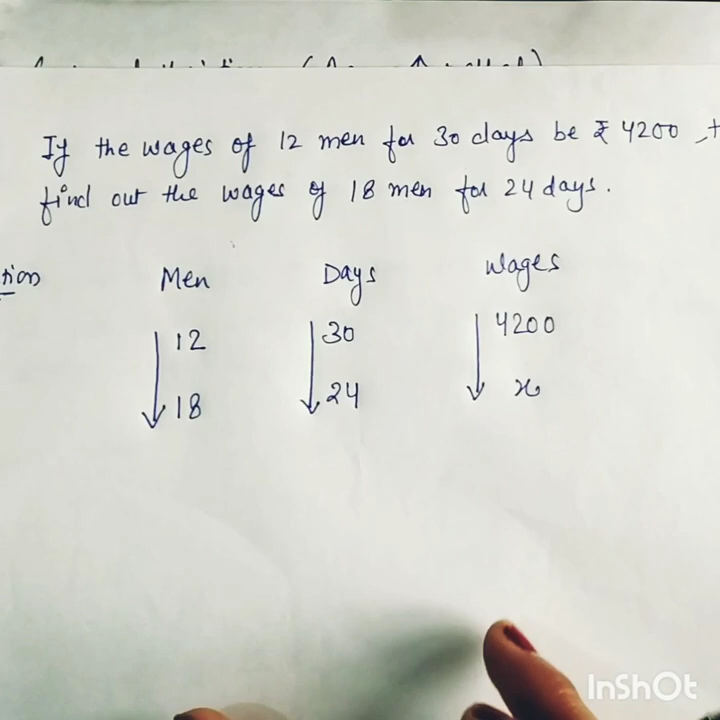 If the wages of 12 men for 30 days be ₹ 4200 ,
find out the wages of 18 men for 24 days .
Men Days Wages
12 30 4200
18 24 x
InShOt